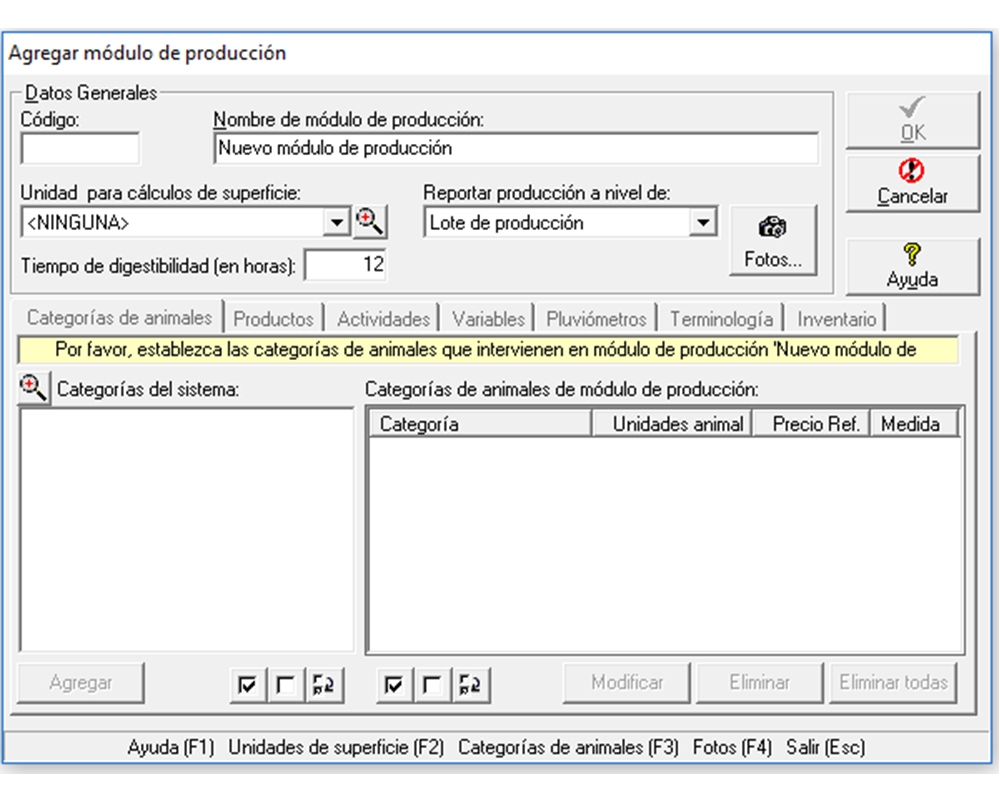 Agregar módulo de producción
Datos Generales
Código:
Nombre de módulo de producción:
Nuevo módulo de producción
OK
Cancelar
Unidad para cálculos de superficie:
Reportar producción a nivel de:
<NINGUNA>
Lote de producción
Fotos...
Ayuda
Tiempo de digestibilidad (en horas):
12
Categorías de animales Productos Actividades Variables Pluviómetros Terminología Inventario
Por favor, establezca las categorías de animales que intervienen en módulo de producción 'Nuevo módulo de
Categorías del sistema:
Categorías de animales de módulo de producción:
Categoría Unidades animal Precio Ref. Medida
Agregar
Modificar
Eliminar
Eliminar todas
Ayuda (F1) Unidades de superficie (F2) Categorías de animales (F3) Fotos (F4) Salir (Esc)